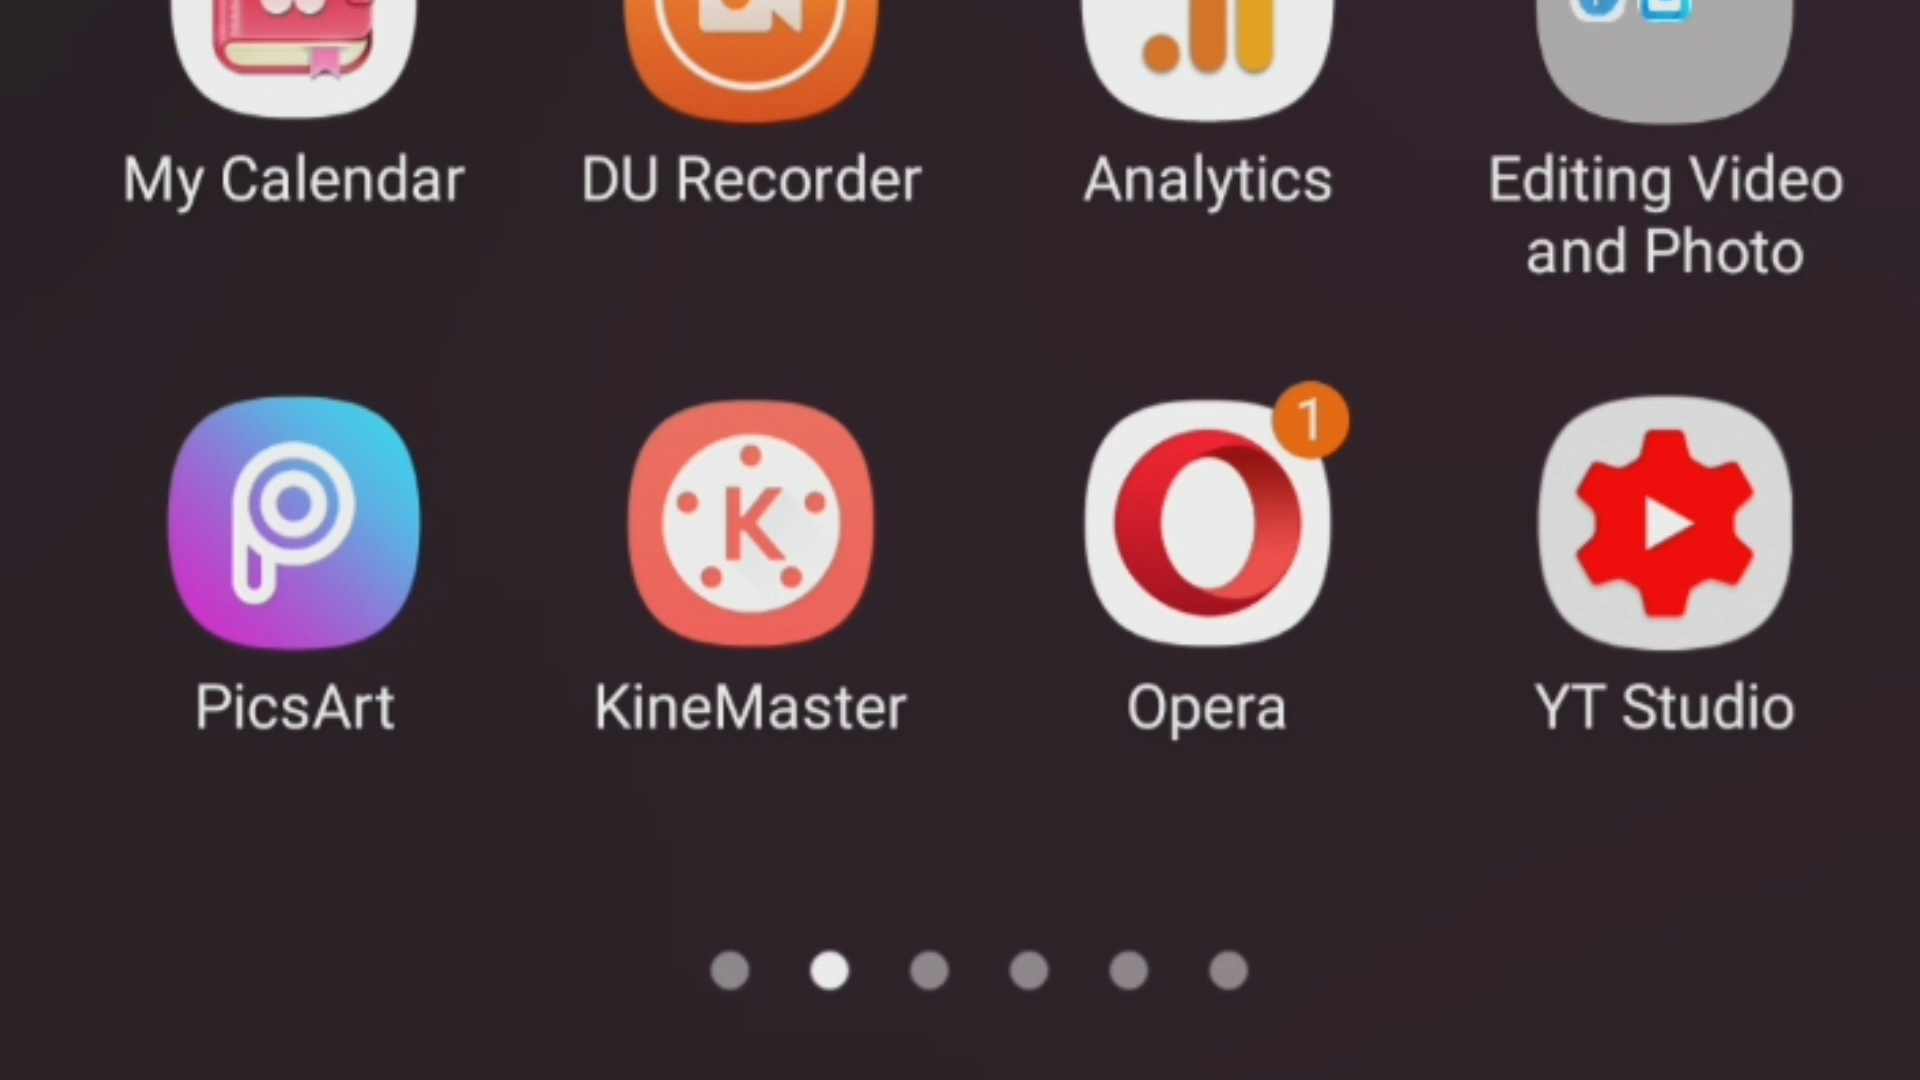 My Calendar
DU Recorder
Analytics
Editing Video
and Photo
K
1
PicsArt
KineMaster
Opera
YT Studio